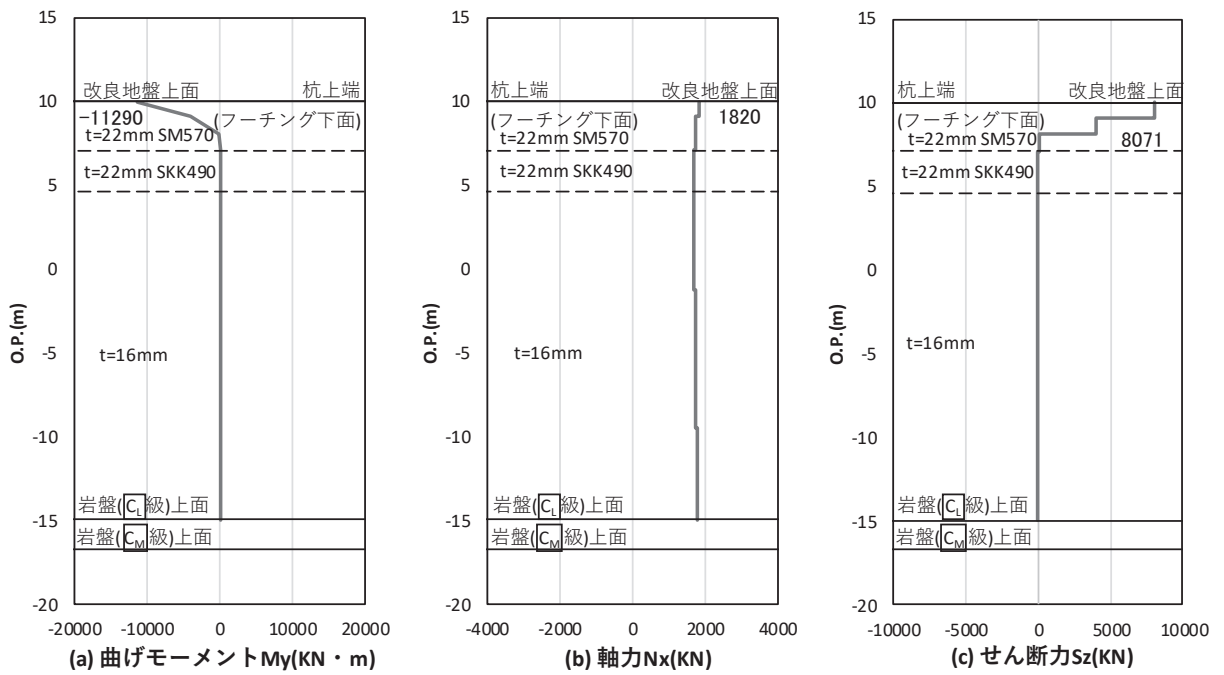 15
10
5
0
-5
-10
-15
-20
O.P.(m)
改良地盤上面
杭上端
-11290
(フーチング下面)
t=22mm SM570
t=22mm SKK490
t=16mm
岩盤(CL級)上面
岩盤(CM級)上面
-20000 -10000 0 10000 20000
(a) 曲げモーメントMy(KN・m)
15
10
5
0
-5
-10
-15
-20
O.P.(m)
杭上端
改良地盤上面
(フーチング下面)
1820
t=22mm SM570
t=22mm SKK490
t=16mm
岩盤(CL級)上面
岩盤(CM級)上面
-4000 -2000 0 2000 4000
(b) 軸力Nx(KN)
15
10
5
0
-5
-10
-15
-20
O.P.(m)
杭上端
改良地盤上面
(フーチング下面)
t=22mm SM570
8071
t=22mm SKK490
t=16mm
岩盤(CL級)上面
岩盤(CM級)上面
-10000 -5000 0 5000 10000
(c) せん断力Sz(KN)